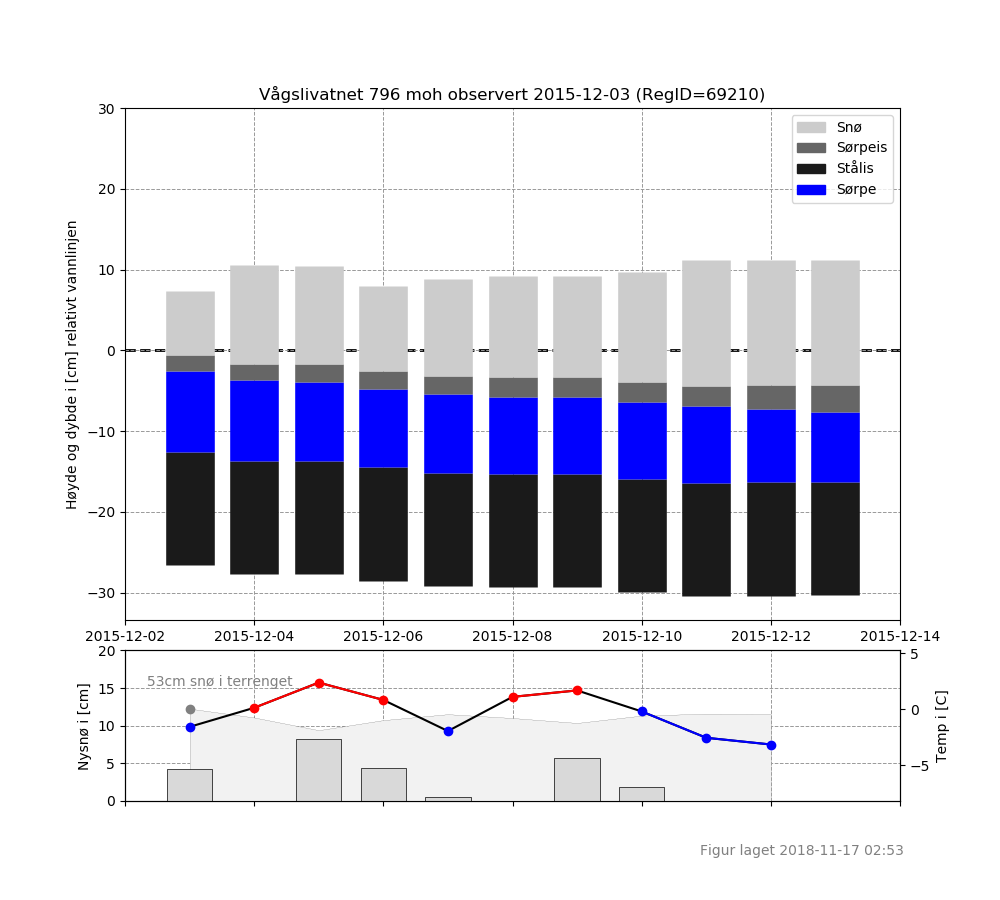 Vågslivatnet 796 moh observert 2015-12-03 (RegID=69210)
Høyde og dybde i [cm] relativt vannlinjen
30
20
10
0
−10
−20
−30
Snø
Sørpeis
Stålis
Sørpe
2015-12-02 2015-12-04 2015-12-06 2015-12-08 2015-12-10 2015-12-12 2015-12-14
Nysnø i [cm]
20
15
10
5
0
53cm snø i terrenget
5
0
−5
Temp i [C]
Figur laget 2018-11-17 02:53